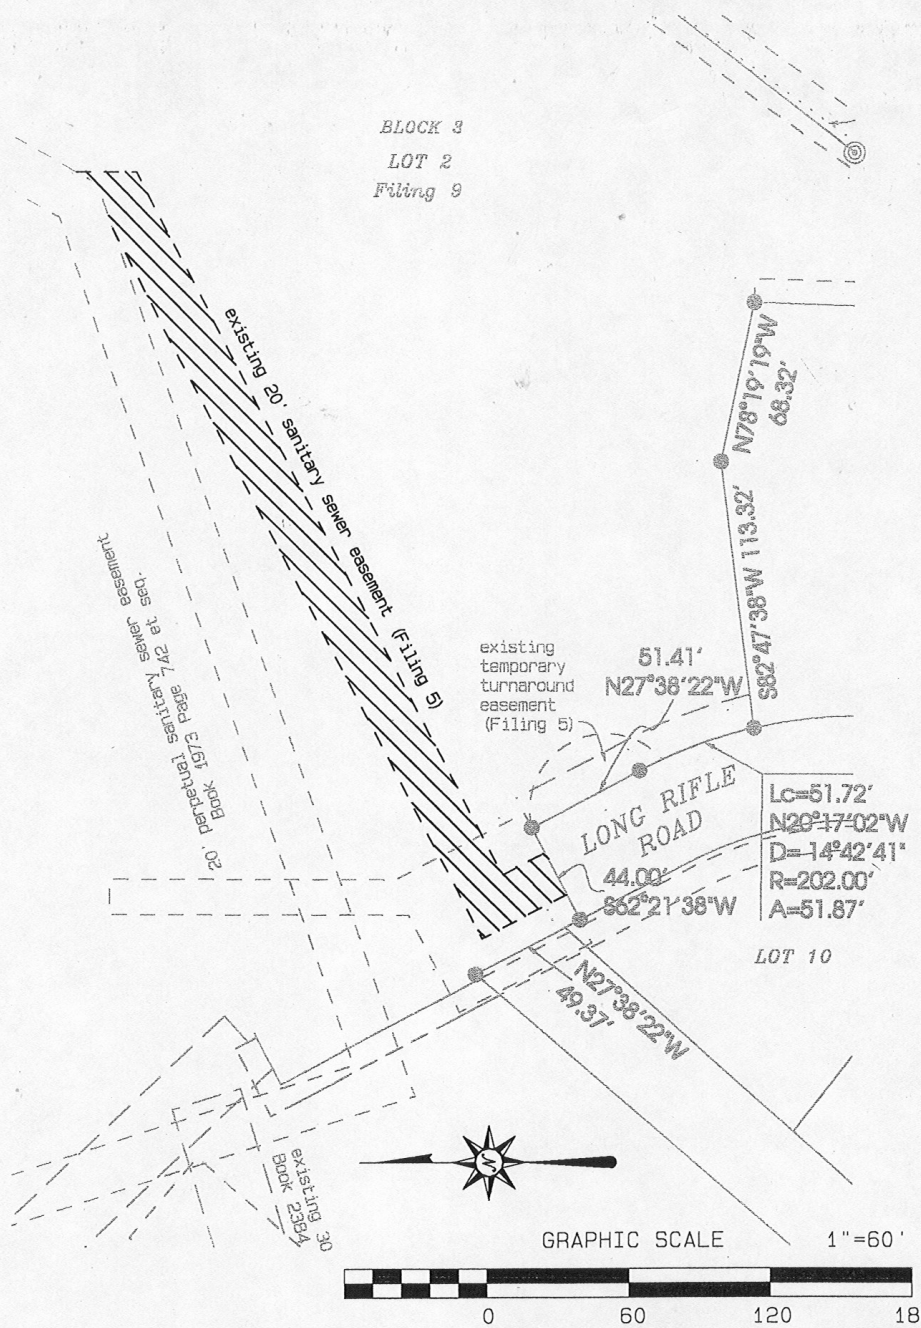 BLOCK 3
LOT 2
Filing 9
existing 20' sanitary sewer easement (Filing 5)
N78°19'19"W
68.32'
S82°47'38"W 113.32'
20' perpetual sanitary sewer easement
Book 1973 Page 742 et seq.
existing
temporary
turnaround
easement
(Filing 5)
51.41'
N27°38'22"W
LONG RIFLE
ROAD
44.00'
S62°21'38"W
Lc=51.72'
N20°17'02"W
D=14°42'41"
R=202.00'
A=51.87'
LOT 10
N27°38'22"W
49.37'
existing 30
Book 2384
N
GRAPHIC SCALE 1"=60'
0 60 120 18